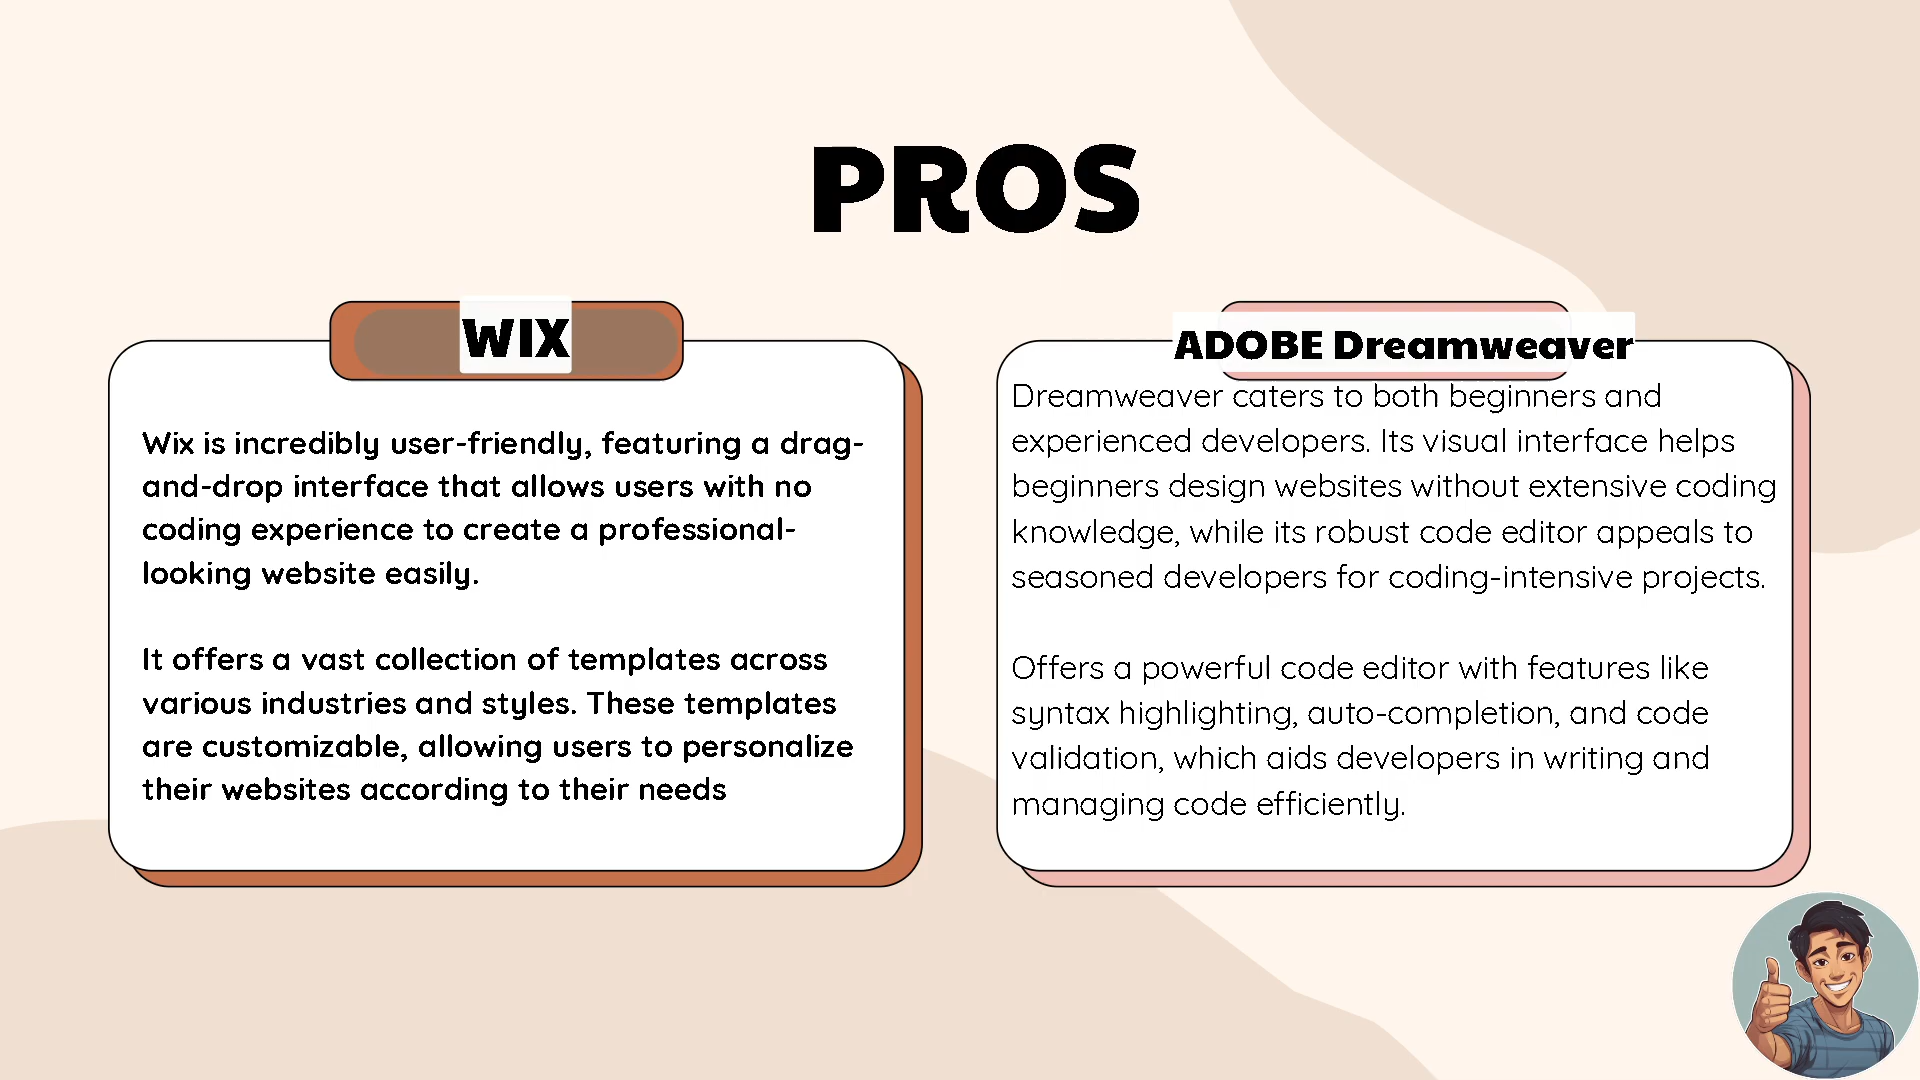 PROS
WIX
Wix is incredibly user-friendly, featuring a drag-
and-drop interface that allows users with no
coding experience to create a professional-
looking website easily.
It offers a vast collection of templates across
various industries and styles. These templates
are customizable, allowing users to personalize
their websites according to their needs
ADOBE Dreamweaver
Dreamweaver caters to both beginners and
experienced developers. Its visual interface helps
beginners design websites without extensive coding
knowledge, while its robust code editor appeals to
seasoned developers for coding-intensive projects.
Offers a powerful code editor with features like
syntax highlighting, auto-completion, and code
validation, which aids developers in writing and
managing code efficiently.